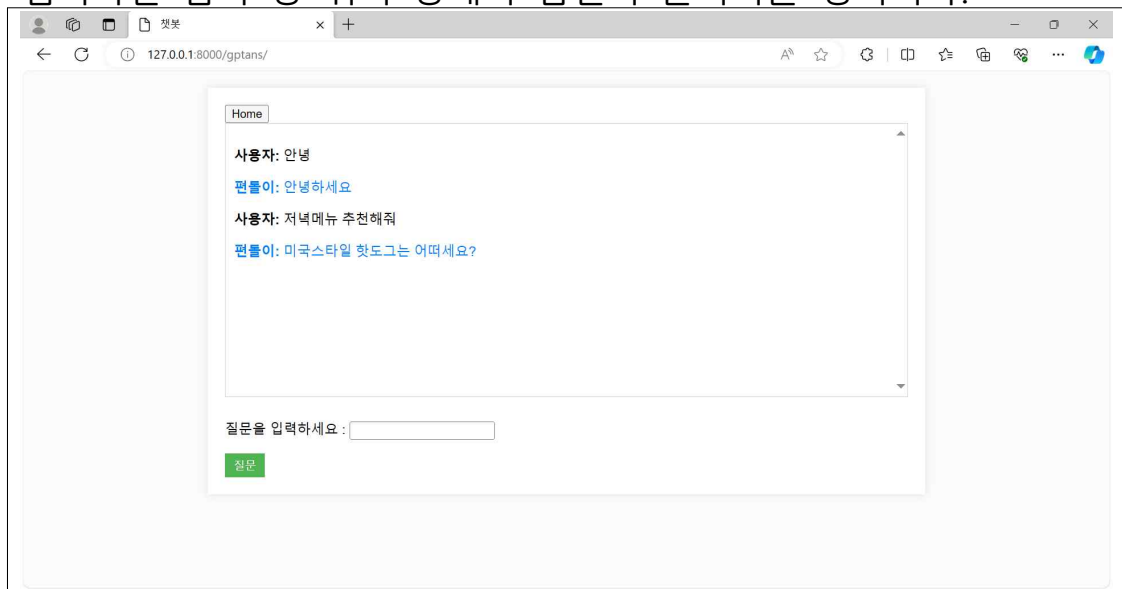 챗봇
127.0.0.1:8000/gptans/
Home
사용자: 안녕
편돌이: 안녕하세요
사용자: 저녁메뉴 추천해줘
편돌이: 미국스타일 핫도그는 어떠세요?
질문을 입력하세요 :
질문